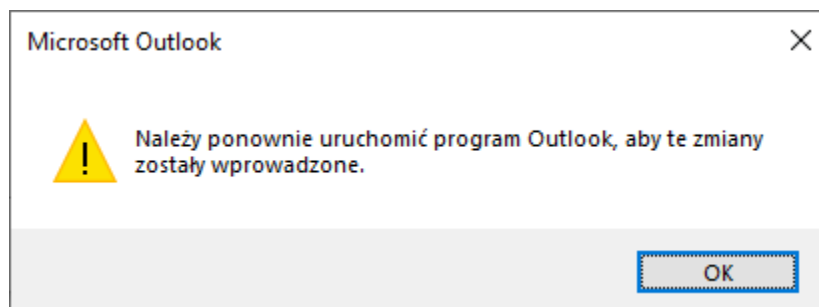 Microsoft Outlook
Należy ponownie uruchomić program Outlook, aby te zmiany
zostały wprowadzone.
OK